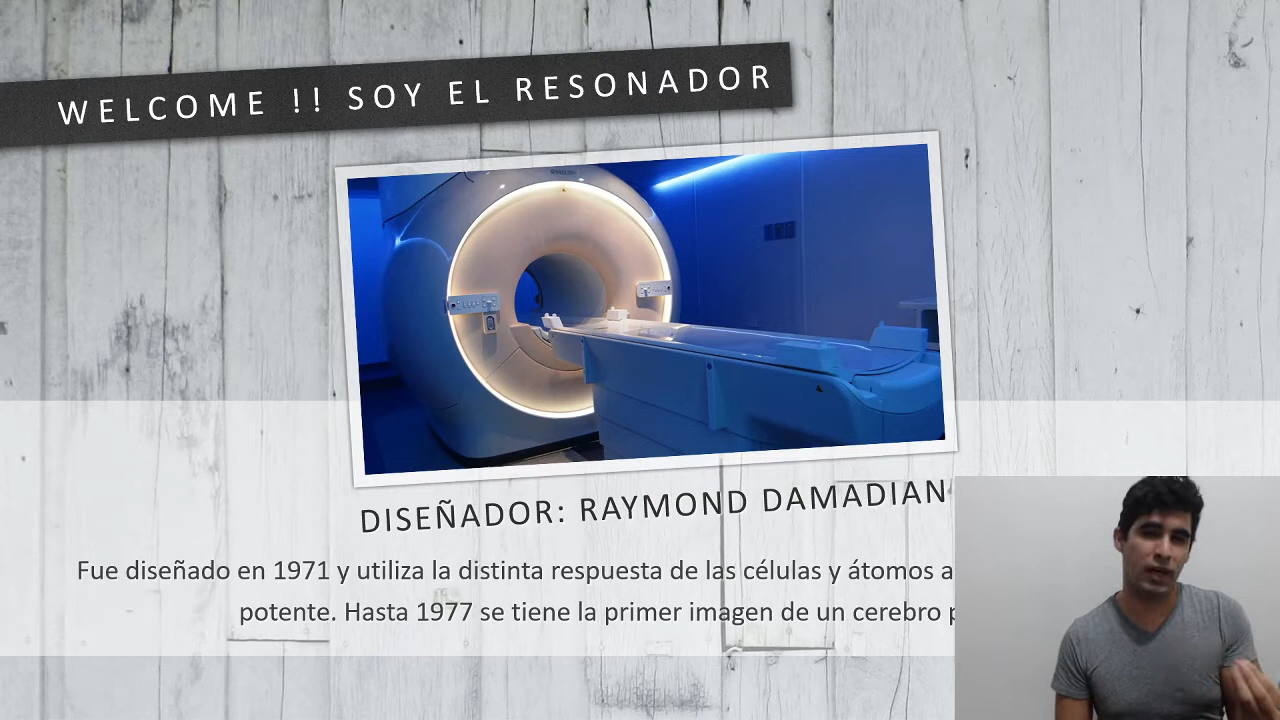 WELCOME !! SOY EL RESONADOR
DISEÑADOR: RAYMOND DAMADIAN
Fue diseñado en 1971 y utiliza la distinta respuesta de las células y átomos a
potente. Hasta 1977 se tiene la primer imagen de un cerebro